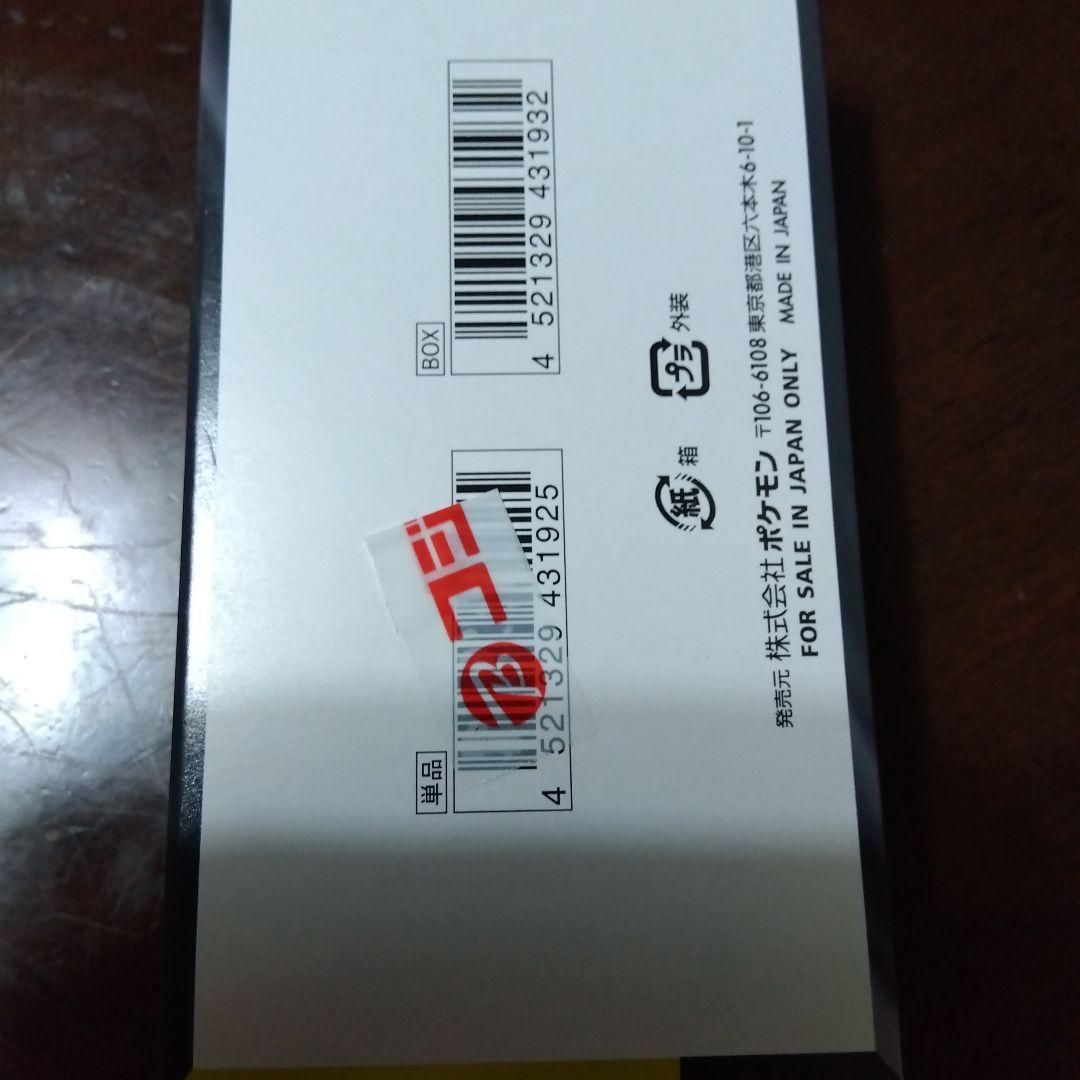 単品
4 521329 431925
コジ
BOX
4 521329 431932
紙 箱
プラ 外装
発売元 株式会社ポケモン 〒106-6108 東京都港区六本木6-10-1
FOR SALE IN JAPAN ONLY MADE IN JAPAN